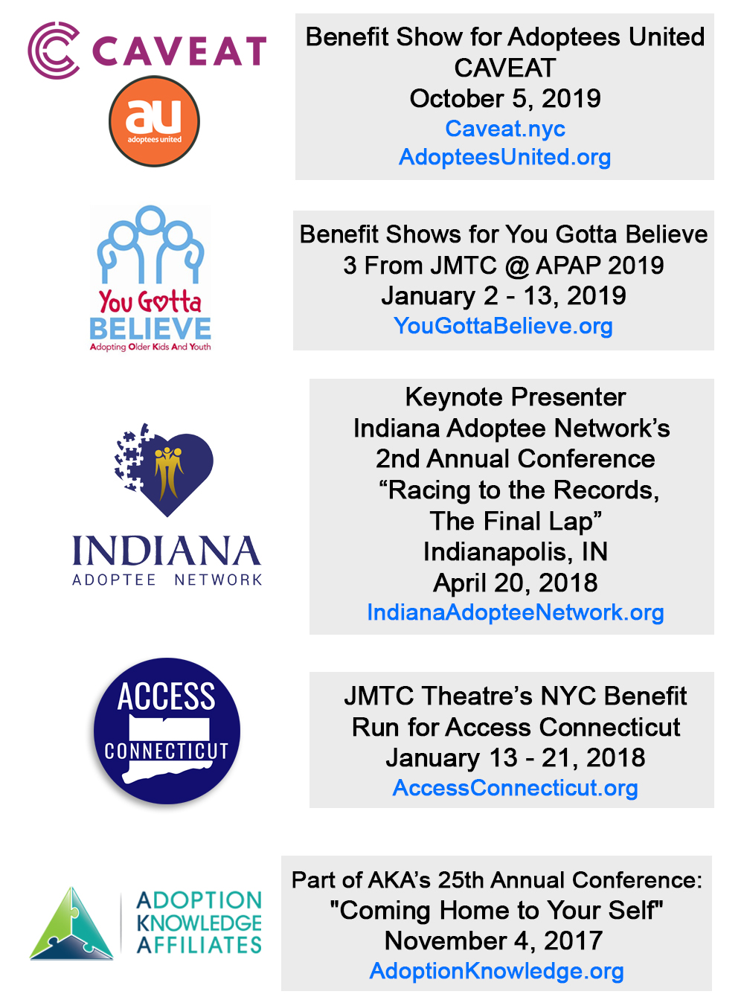 CAVEAT
au
adoptees united
Benefit Show for Adoptees United
CAVEAT
October 5, 2019
Caveat.nyc
AdopteesUnited.org
You Gotta
BELIEVE
Adopting Older Kids And Youth
Benefit Shows for You Gotta Believe
3 From JMTC @ APAP 2019
January 2 - 13, 2019
YouGottaBelieve.org
INDIANA
ADOPTEE NETWORK
Keynote Presenter
Indiana Adoptee Network’s
2nd Annual Conference
“Racing to the Records,
The Final Lap”
Indianapolis, IN
April 20, 2018
IndianaAdopteeNetwork.org
ACCESS
CONNECTICUT
JMTC Theatre’s NYC Benefit
Run for Access Connecticut
January 13 - 21, 2018
AccessConnecticut.org
ADOPTION
KNOWLEDGE
AFFILIATES
Part of AKA’s 25th Annual Conference:
"Coming Home to Your Self"
November 4, 2017
AdoptionKnowledge.org